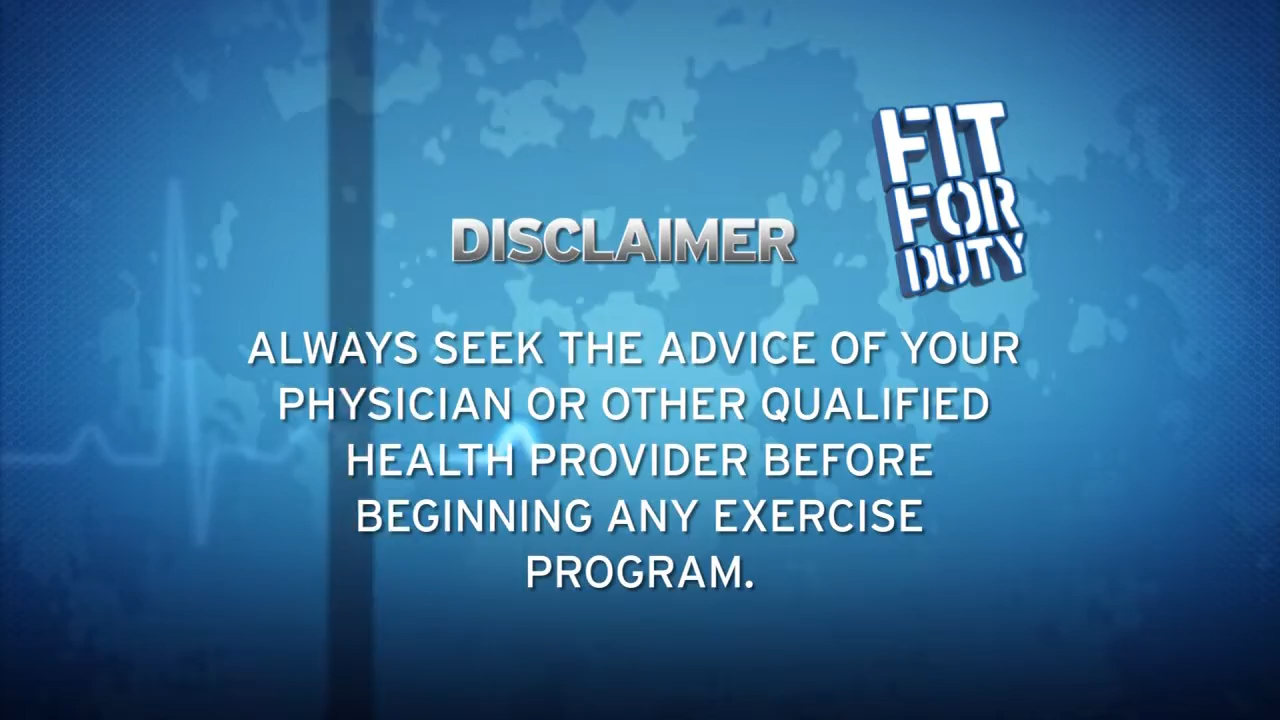 FIT
FOR
DUTY
DISCLAIMER
ALWAYS SEEK THE ADVICE OF YOUR
PHYSICIAN OR OTHER QUALIFIED
HEALTH PROVIDER BEFORE
BEGINNING ANY EXERCISE
PROGRAM.